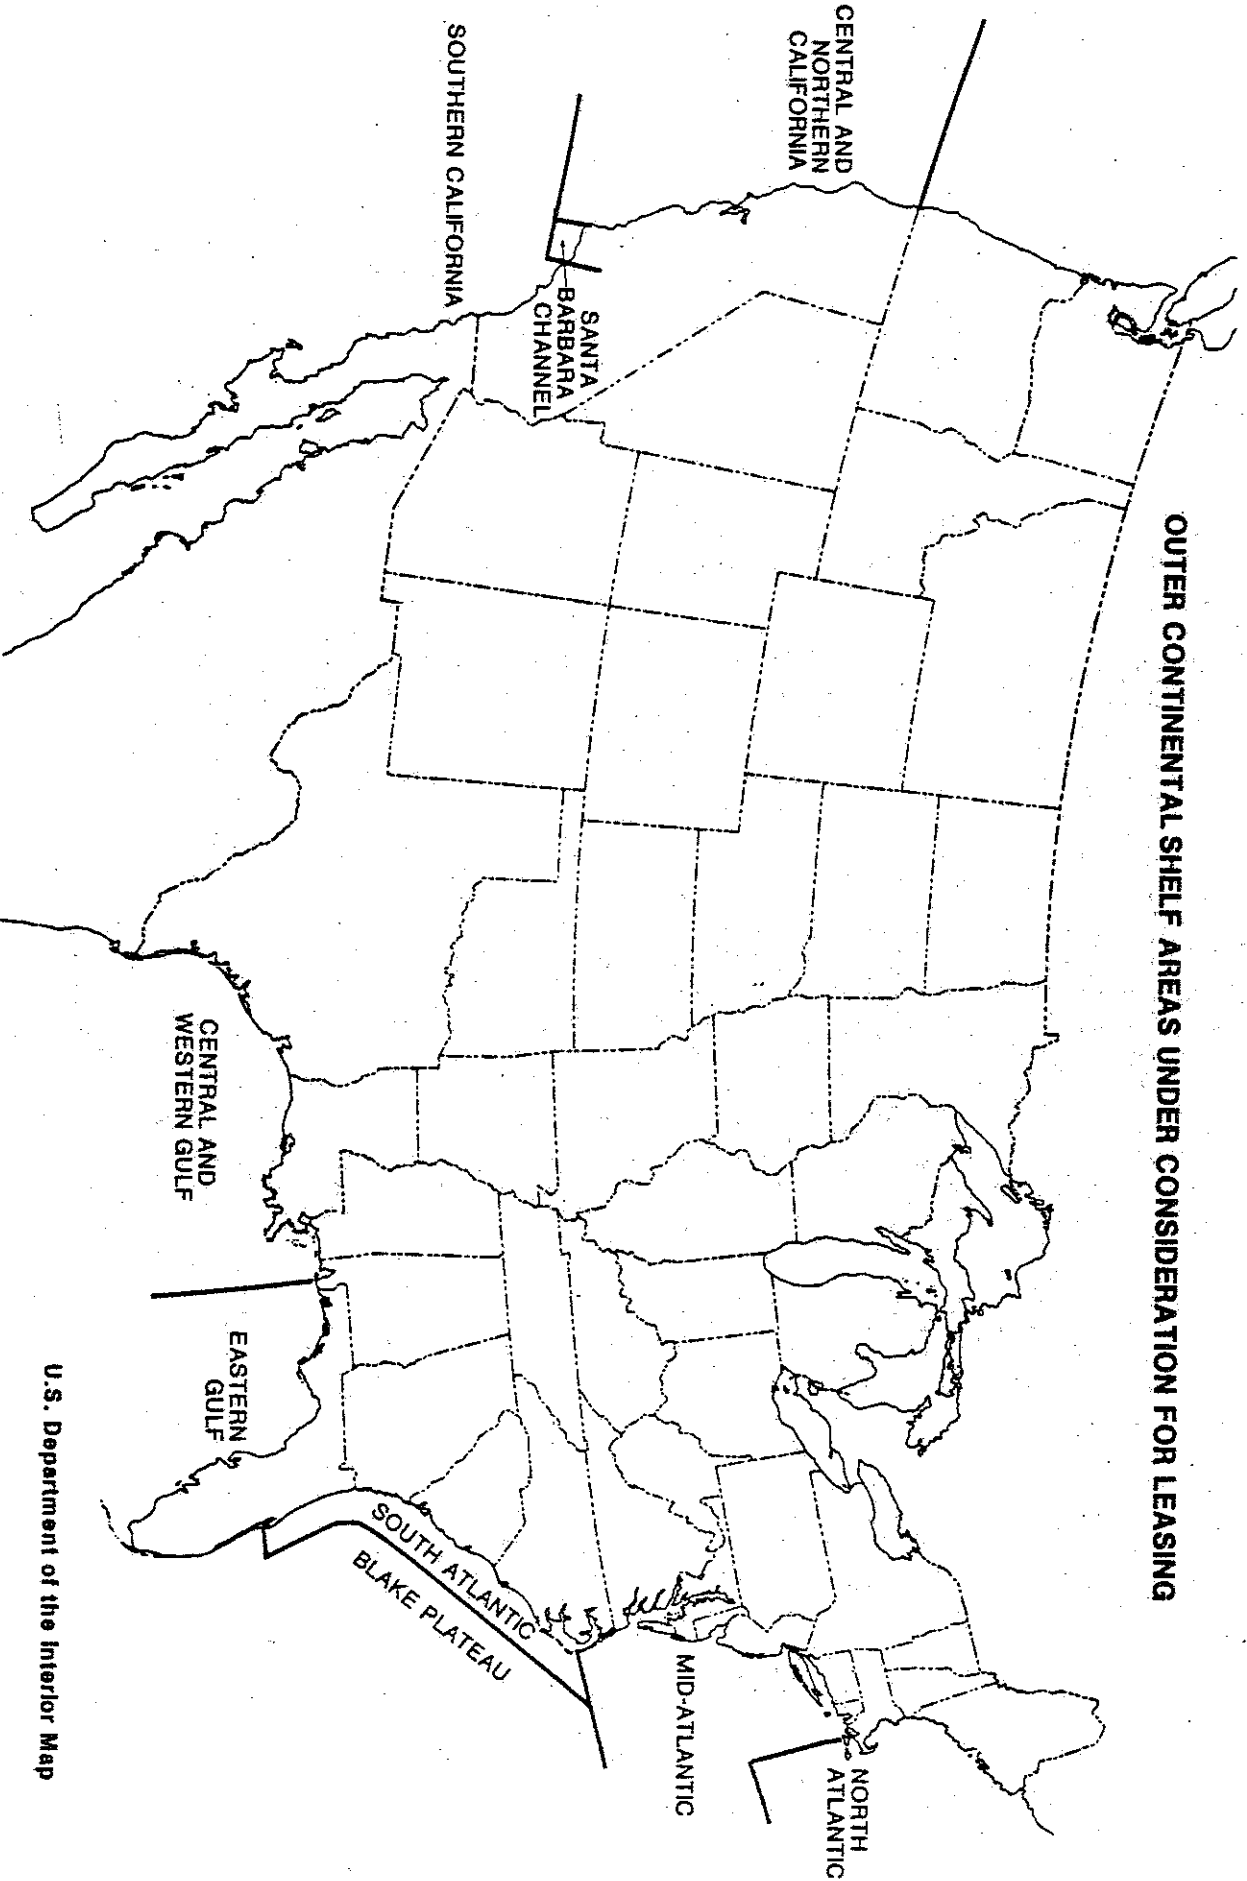 OUTER CONTINENTAL SHELF AREAS UNDER CONSIDERATION FOR LEASING
CENTRAL AND
NORTHERN
CALIFORNIA
SANTA
BARBARA
CHANNEL
SOUTHERN CALIFORNIA
CENTRAL AND
WESTERN GULF
EASTERN
GULF
SOUTH ATLANTIC
BLAKE PLATEAU
MID-ATLANTIC
NORTH
ATLANTIC
U.S. Department of the Interior Map